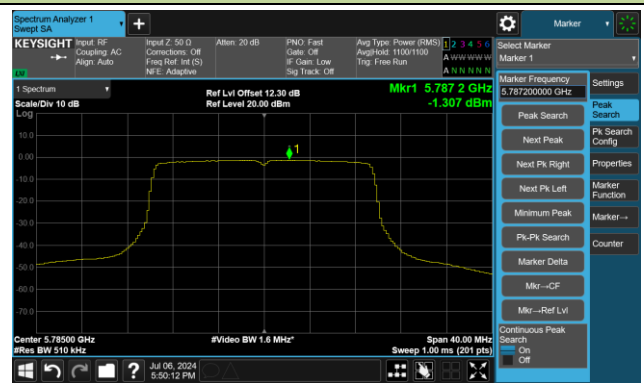 Spectrum Analyzer 1
Swept SA
Marker
KEYSIGHT
Input: RF
Coupling: AC
Align: Auto
Input Z: 50 Ω
Corrections: Off
Freq Ref: Int (S)
NFE: Adaptive
Atten: 20 dB
PNO: Fast
Gate: Off
IF Gain: Low
Sig Track: Off
Avg Type: Power (RMS)
Avg|Hold: 1100/1100
Trig: Free Run
1 2 3 4 5 6
A W W W W W
A N N N N N
LXI
Select Marker
Marker 1
1 Spectrum
Scale/Div 10 dB
Log
Ref Lvl Offset 12.30 dB
Ref Level 20.00 dBm
Mkr1 5.787 2 GHz
-1.307 dBm
1
10.0
0.00
-10.0
-20.0
-30.0
-40.0
-50.0
-60.0
-70.0
Center 5.78500 GHz
#Res BW 510 kHz
#Video BW 1.6 MHz*
Span 40.00 MHz
Sweep 1.00 ms (201 pts)
Marker Frequency
5.787200000 GHz
Peak Search
Next Peak
Next Pk Right
Next Pk Left
Minimum Peak
Pk-Pk Search
Marker Delta
Mkr→CF
Mkr→Ref Lvl
Continuous Peak
Search
On
Off
Settings
Peak
Search
Pk Search
Config
Properties
Marker
Function
Marker→
Counter
?
Jul 06, 2024
5:50:12 PM